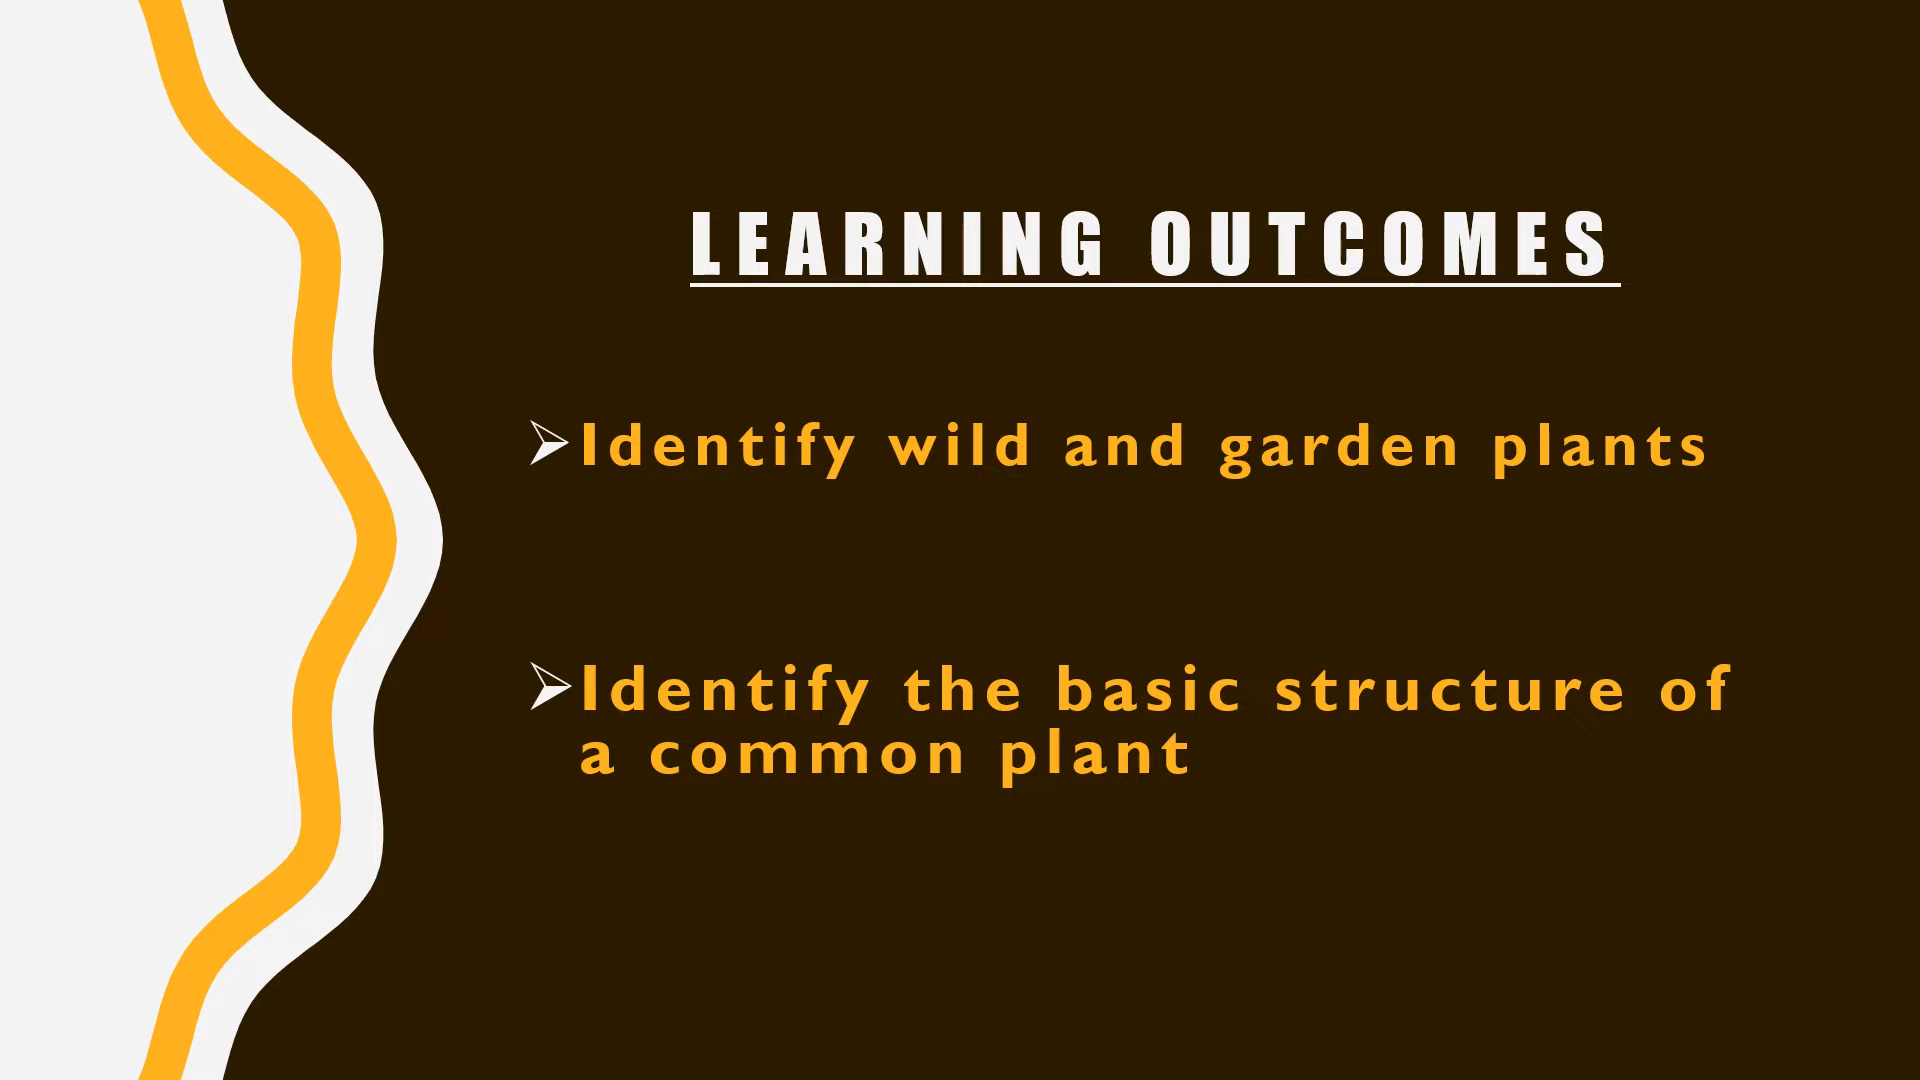 LEARNING OUTCOMES
Identify wild and garden plants
Identify the basic structure of
a common plant